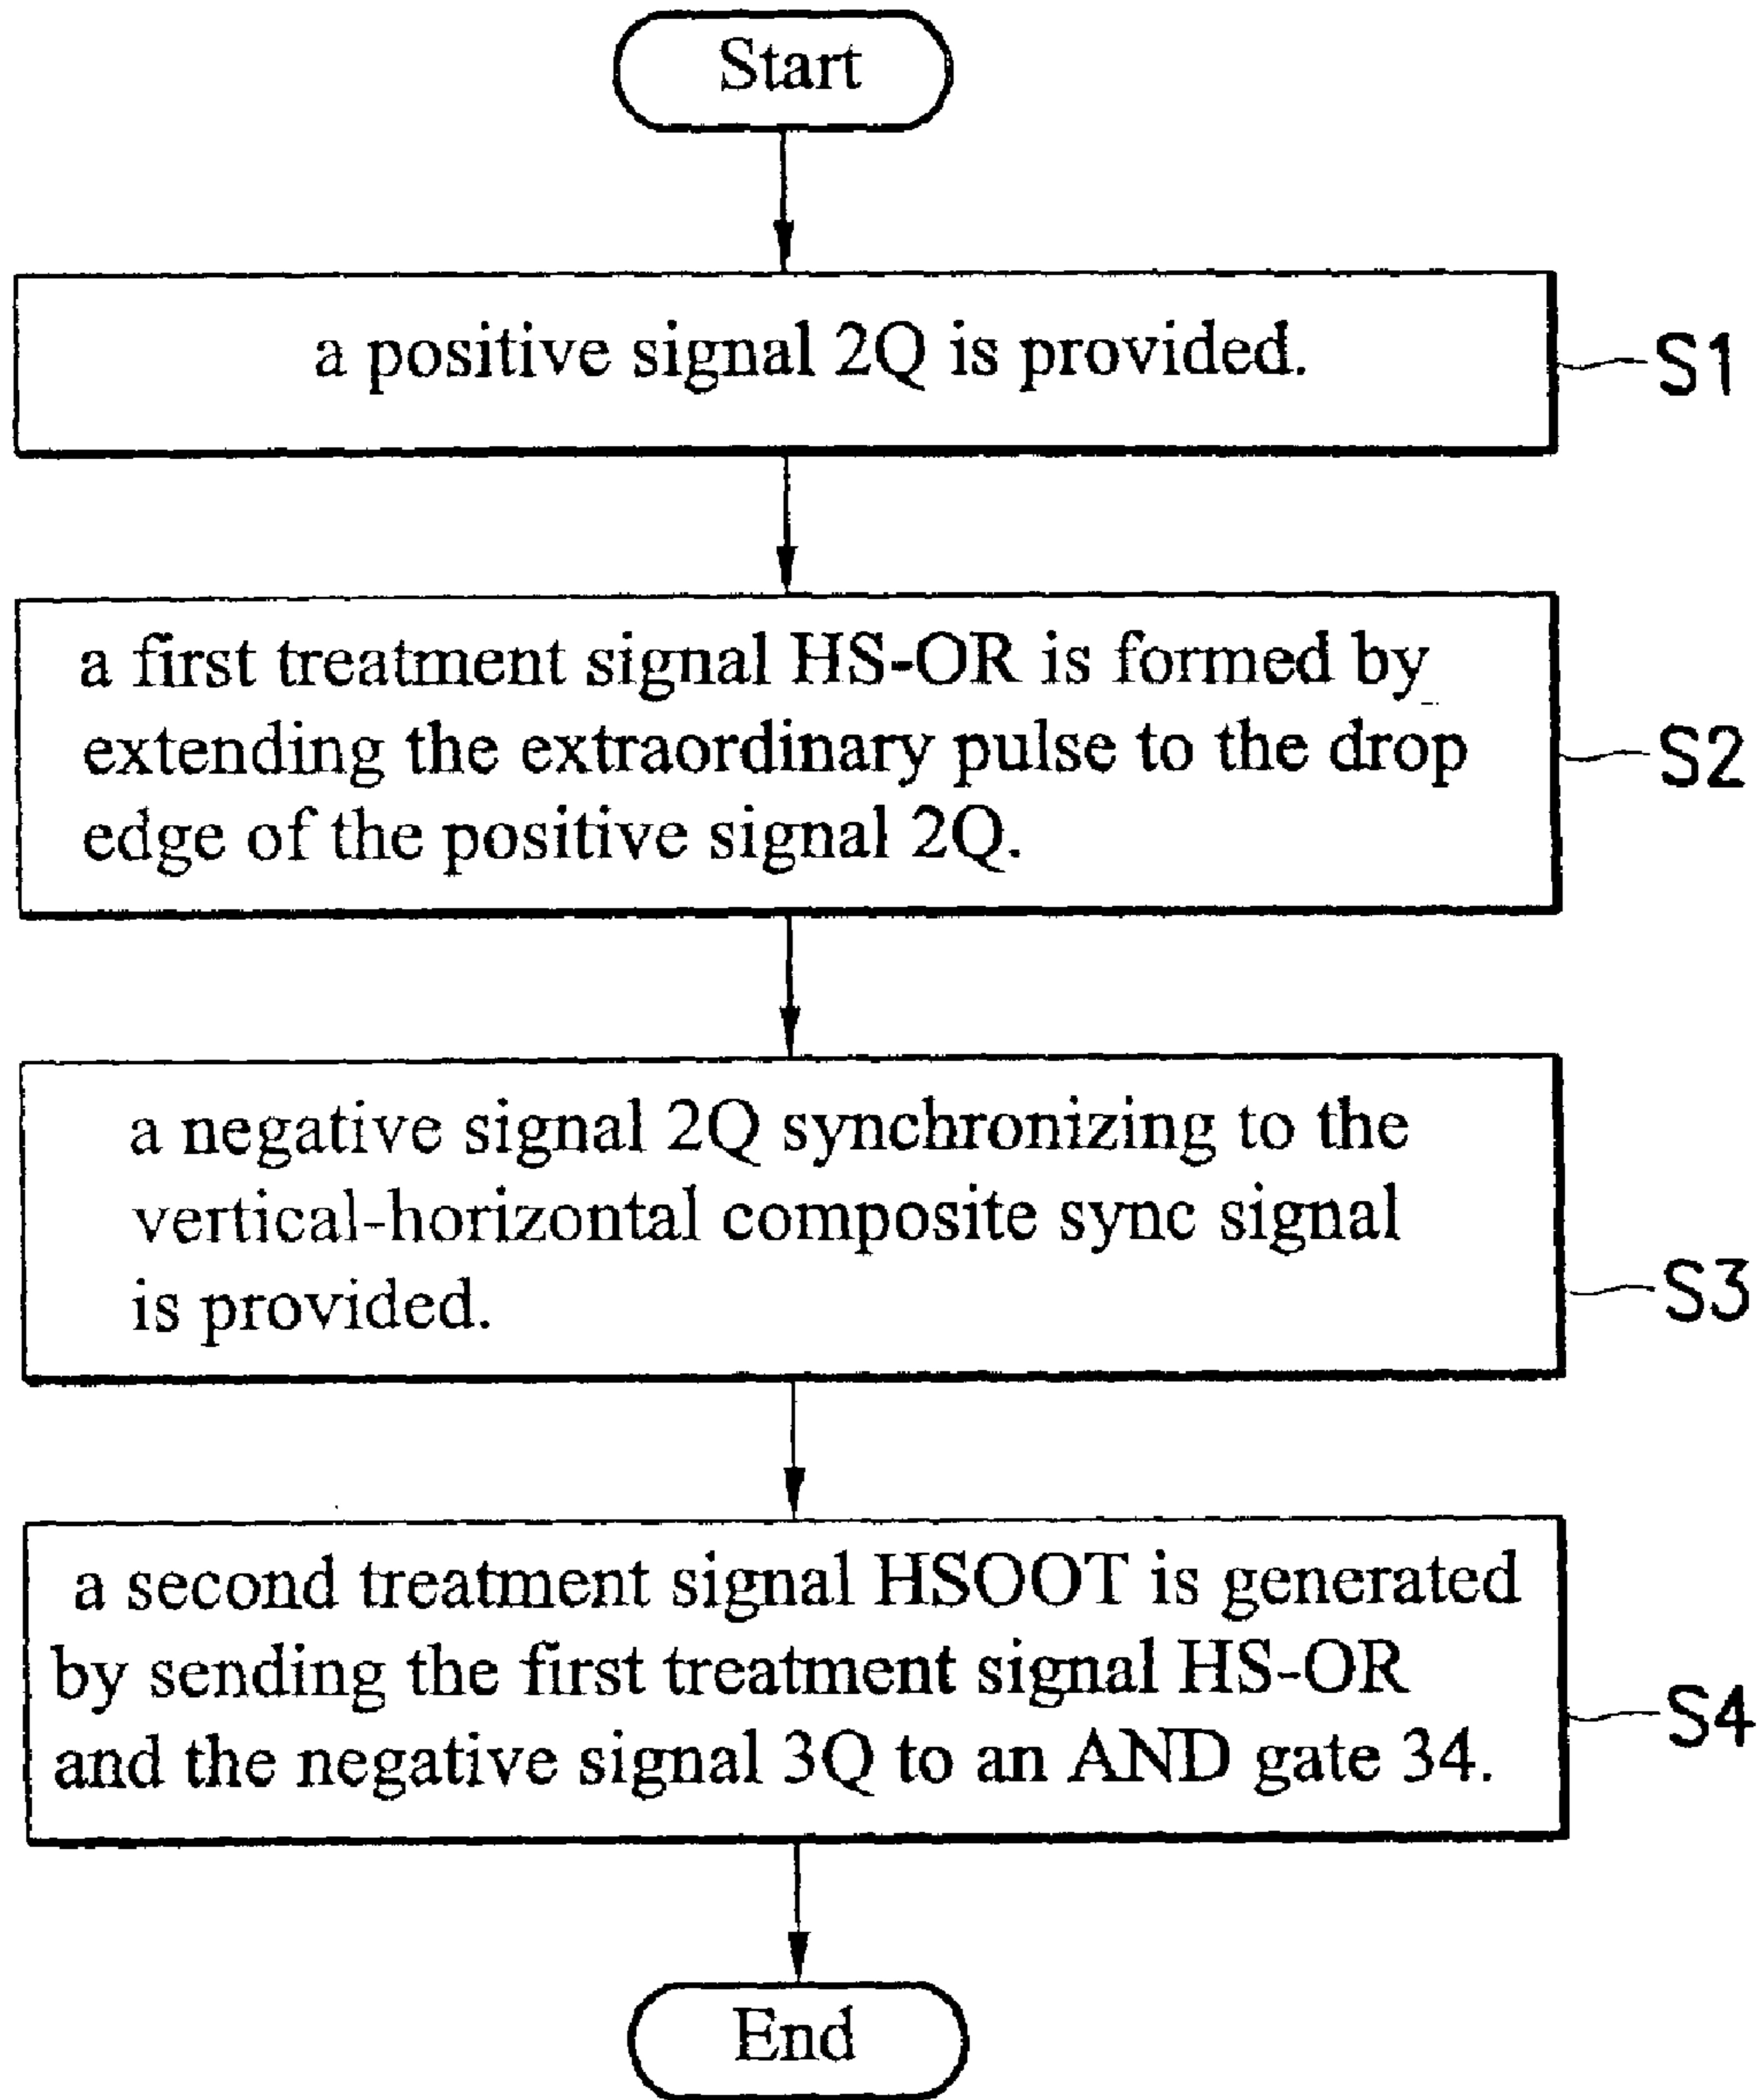 Start
a positive signal 2Q is provided.
S1
a first treatment signal HS-OR is formed by
extending the extraordinary pulse to the drop
edge of the positive signal 2Q.
S2
a negative signal 2Q synchronizing to the
vertical-horizontal composite sync signal
is provided.
S3
a second treatment signal HSOOT is generated
by sending the first treatment signal HS-OR
and the negative signal 3Q to an AND gate 34.
S4
End